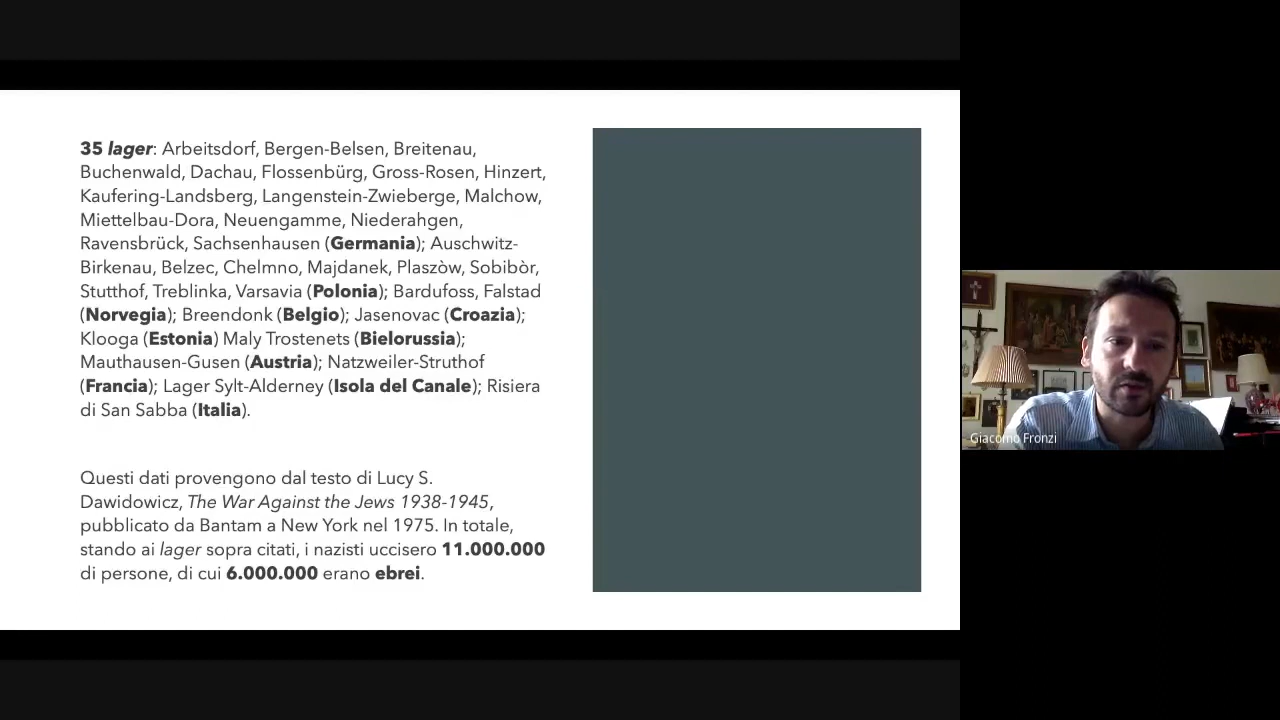 35 lager: Arbeitsdorf, Bergen-Belsen, Breitenau,
Buchenwald, Dachau, Flossenbürg, Gross-Rosen, Hinzert,
Kaufering-Landsberg, Langenstein-Zwieberge, Malchow,
Miettelbau-Dora, Neuengamme, Niederahgen,
Ravensbrück, Sachsenhausen (Germania); Auschwitz-
Birkenau, Belzec, Chelmno, Majdanek, Plaszòw, Sobibòr,
Stutthof, Treblinka, Varsavia (Polonia); Bardufoss, Falstad
(Norvegia); Breendonk (Belgio); Jasenovac (Croazia);
Klooga (Estonia) Maly Trostenets (Bielorussia);
Mauthausen-Gusen (Austria); Natzweiler-Struthof
(Francia); Lager Sylt-Alderney (Isola del Canale); Risiera
di San Sabba (Italia).
Questi dati provengono dal testo di Lucy S.
Dawidowicz, The War Against the Jews 1938-1945,
pubblicato da Bantam a New York nel 1975. In totale,
stando ai lager sopra citati, i nazisti uccisero 11.000.000
di persone, di cui 6.000.000 erano ebrei.
Giacomo Fronzi